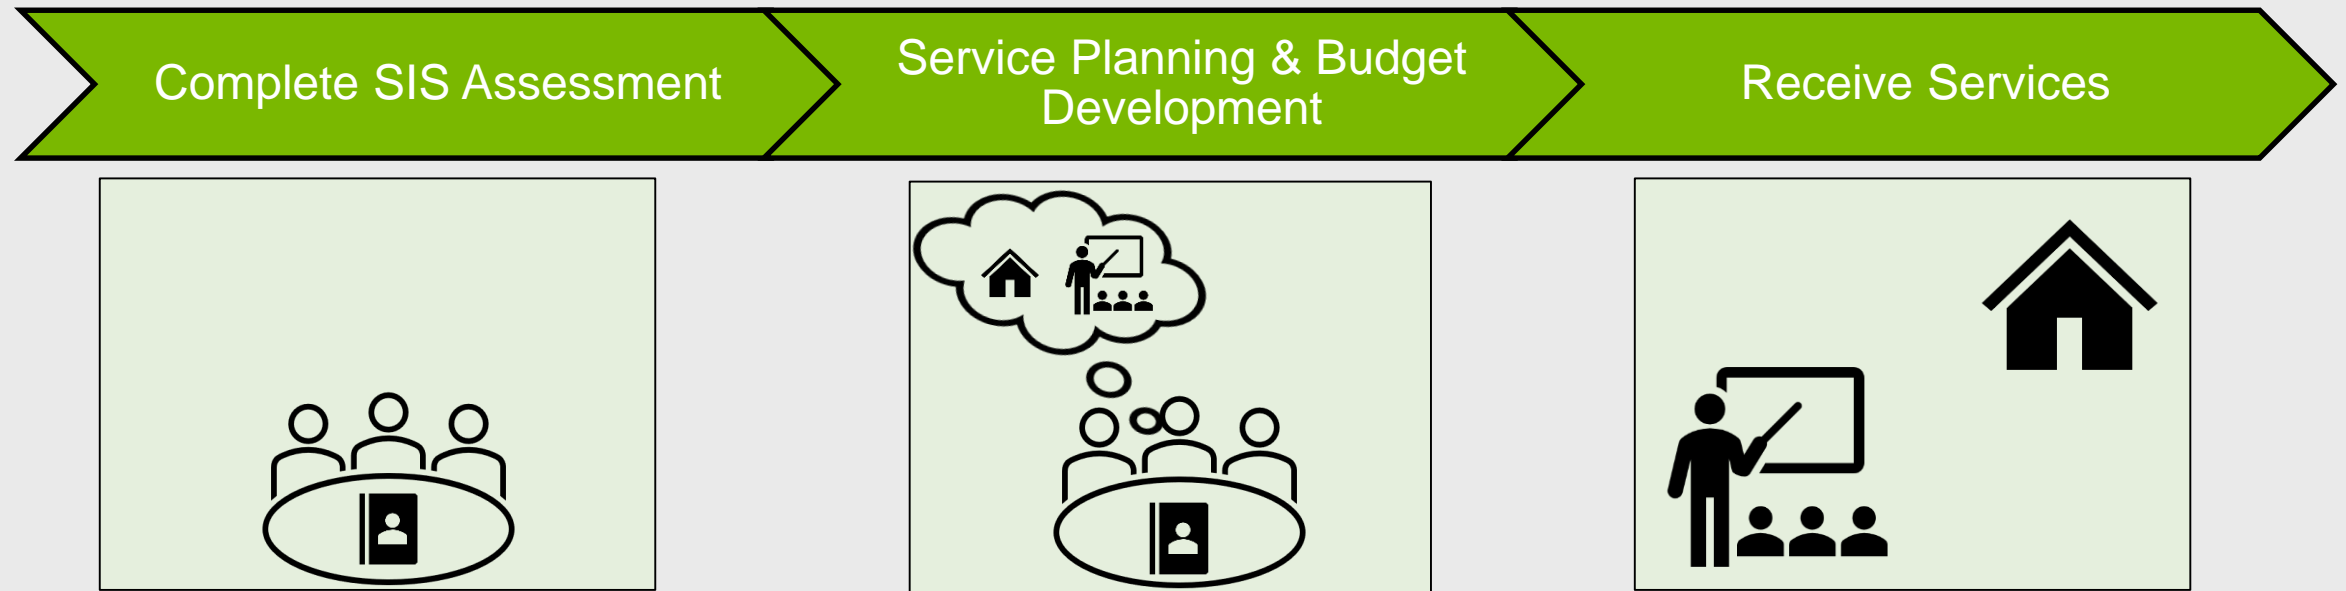 Complete SIS Assessment
Service Planning & Budget
Development
Receive Services